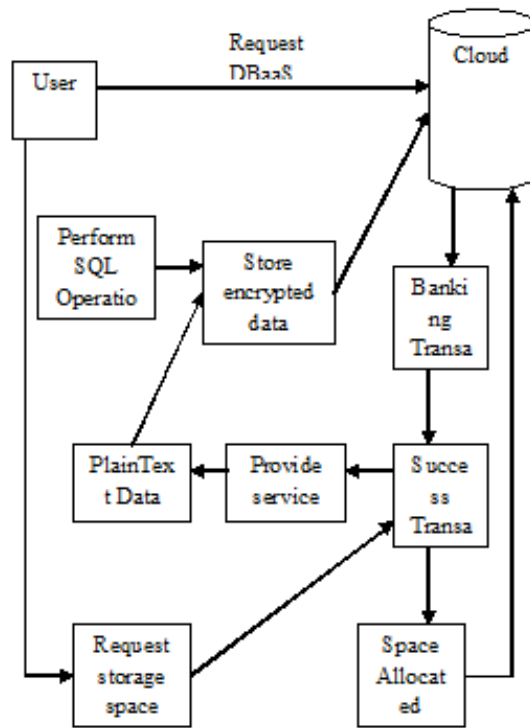 Request
DBaaS
Cloud
User
Perform
SQL
Operatio
Store
encrypted
data
Banki
ng
Transa
PlainTex
t Data
Provide
service
Succe
ss
Transa
Request
storage
space
Space
Allocat
ed